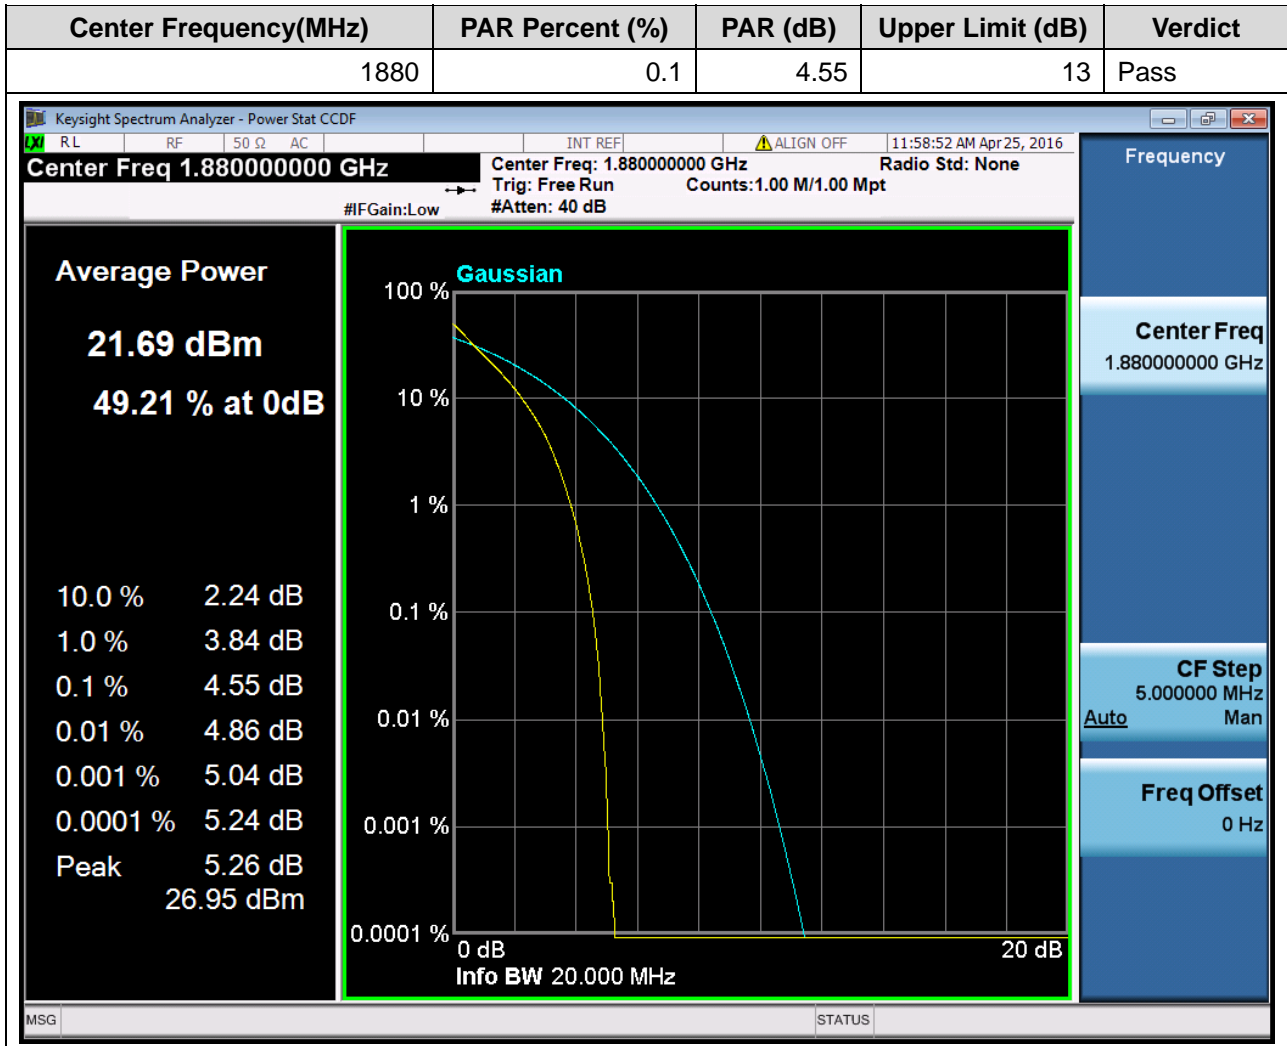 Center Frequency(MHz) PAR Percent (%) PAR (dB) Upper Limit (dB) Verdict
1880 0.1 4.55 13 Pass
Keysight Spectrum Analyzer - Power Stat CCDF
LXI RL RF 50 Ω AC INT REF ALIGN OFF 11:58:52 AM Apr 25, 2016
Center Freq 1.880000000 GHz
Center Freq: 1.880000000 GHz Radio Std: None
Trig: Free Run Counts:1.00 M/1.00 Mpt
#IFGain:Low #Atten: 40 dB
Average Power
21.69 dBm
49.21 % at 0dB
10.0 % 2.24 dB
1.0 % 3.84 dB
0.1 % 4.55 dB
0.01 % 4.86 dB
0.001 % 5.04 dB
0.0001 % 5.24 dB
Peak 5.26 dB
26.95 dBm
Gaussian
100 %
10 %
1 %
0.1 %
0.01 %
0.001 %
0.0001 %
0 dB 20 dB
Info BW 20.000 MHz
Frequency
Center Freq
1.880000000 GHz
CF Step
5.000000 MHz
Auto Man
Freq Offset
0 Hz
MSG STATUS